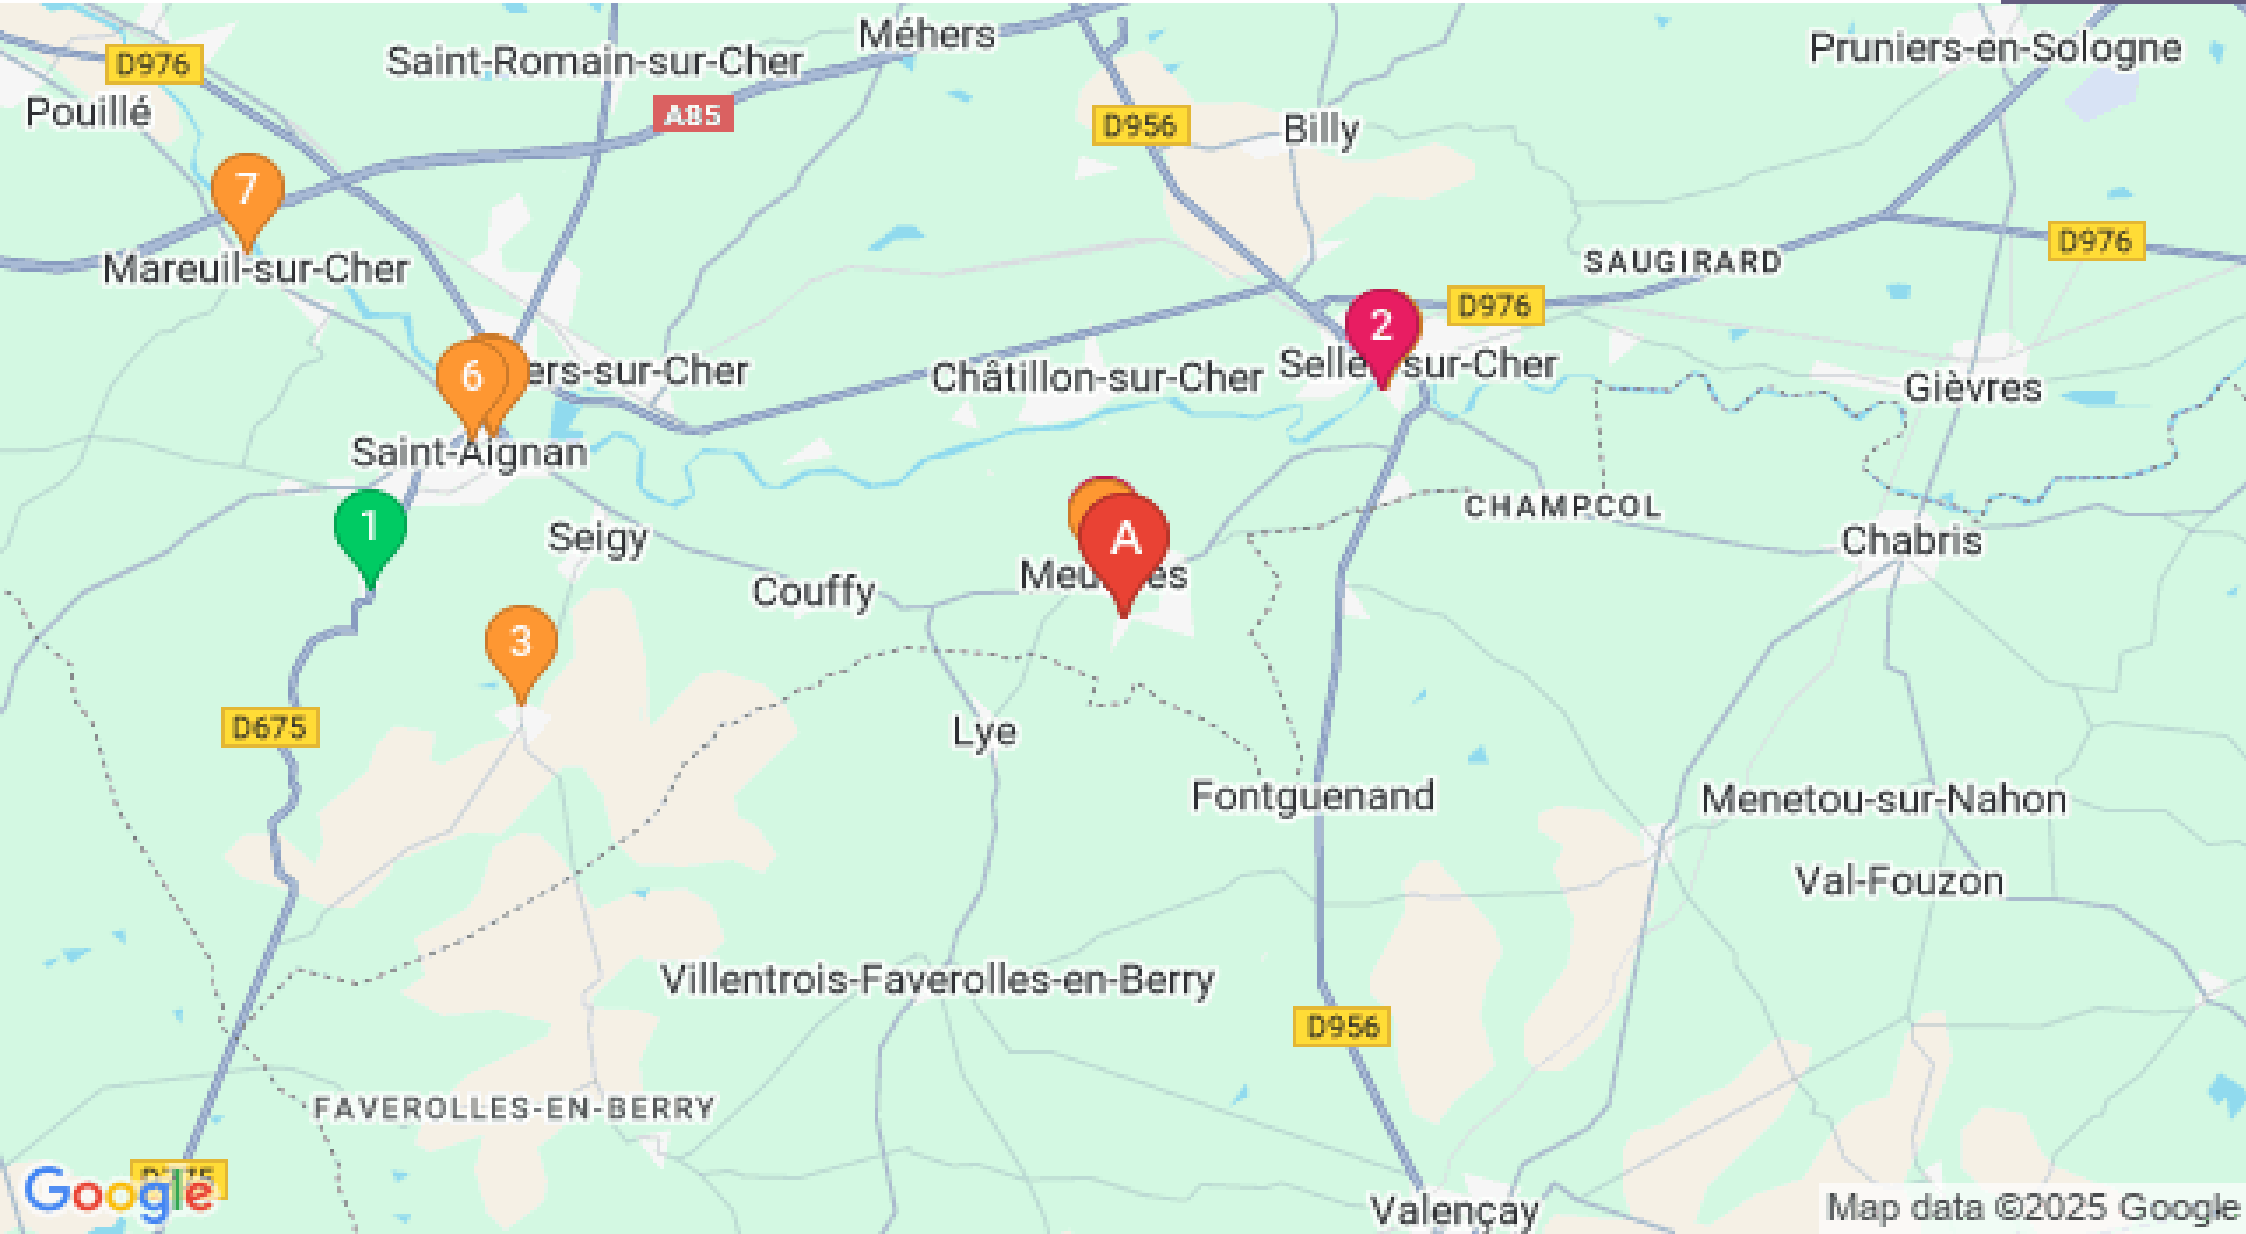 Méhers
Pruniers-en-Sologne
Saint-Romain-sur-Cher
D976
Pouillé
A85
D956
Billy
7
D976
SAUGIRARD
Mareuil-sur-Cher
D976
2
6
ers-sur-Cher
Châtillon-sur-Cher
Selle sur-Cher
Gièvres
Saint-Aignan
CHAMPCOL
1
Seigy
A
Chabris
Meu es
Couffy
3
D675
Lye
Fontguenand
Menetou-sur-Nahon
Val-Fouzon
Villentrois-Faverolles-en-Berry
D956
FAVEROLLES-EN-BERRY
Google
Valençay
Map data ©2025 Google